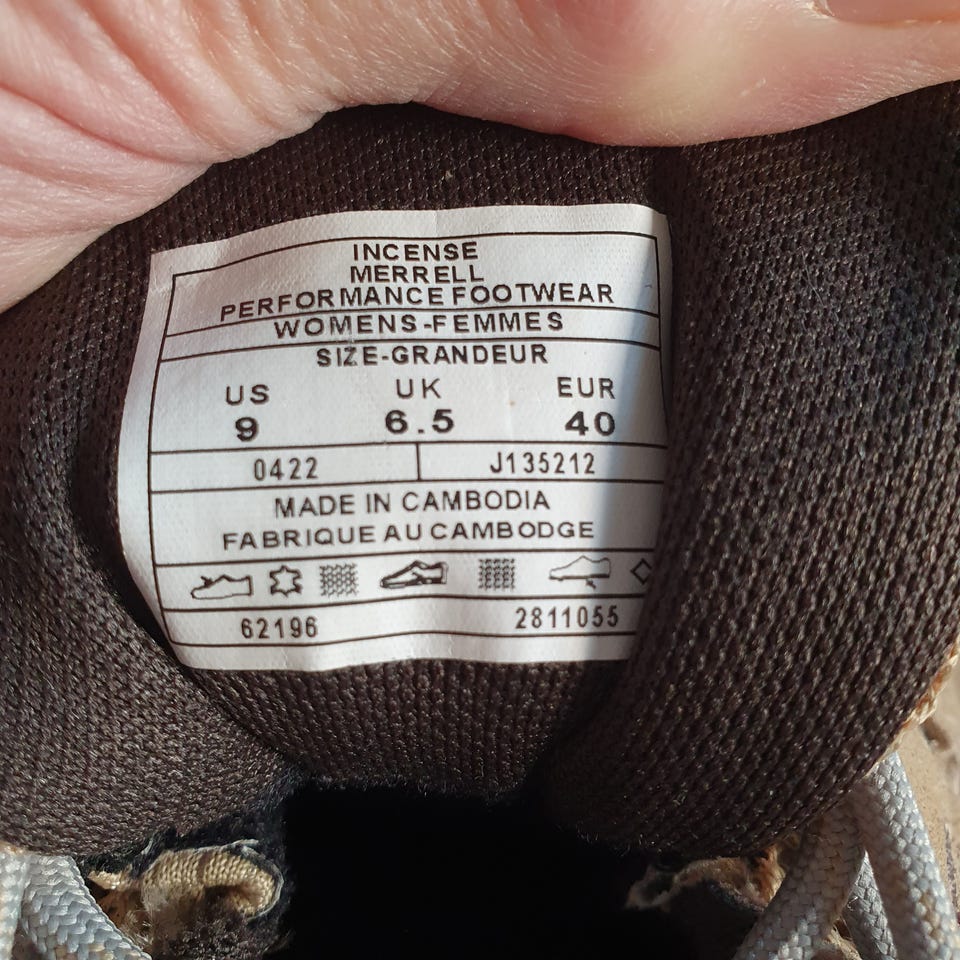 INCENSE
MERRELL
PERFORMANCE FOOTWEAR
WOMENS-FEMMES
SIZE-GRANDEUR
US UK EUR
9 6.5 40
0422 J135212
MADE IN CAMBODIA
FABRIQUE AU CAMBODGE
62196 2811055